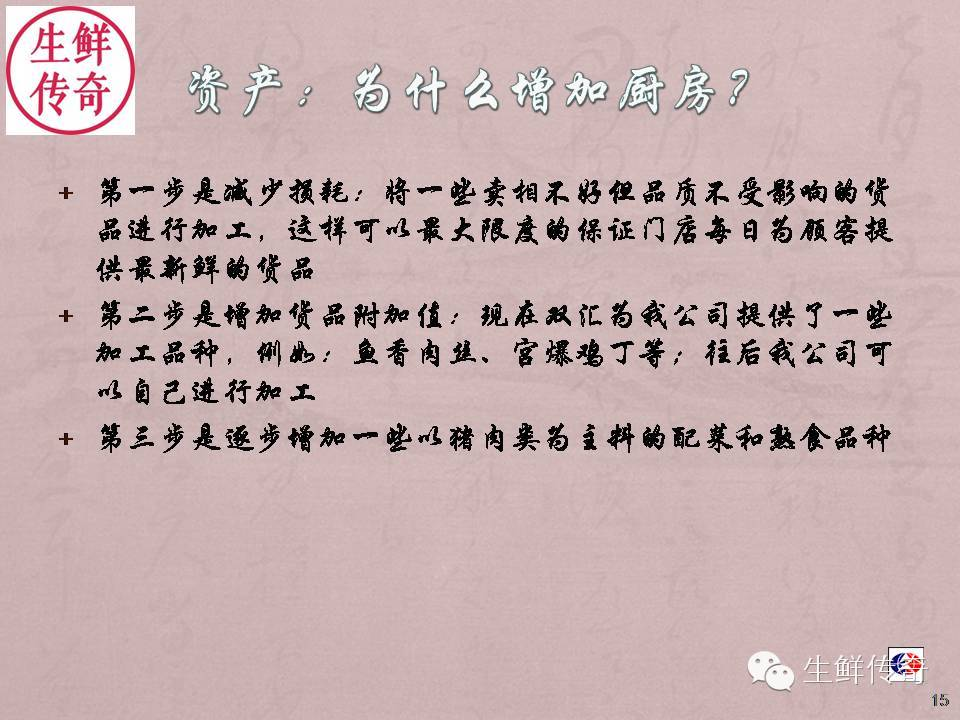 生鲜
传奇
资产：为什么增加厨房？
第一步是减少损耗：将一些卖相不好但品质不受影响的货
品进行加工，这样可以最大限度的保证门店每日为顾客提
供最新鲜的货品
第二步是增加货品附加值：现在双汇为我公司提供了一些
加工品种，例如：鱼香肉丝、宫爆鸡丁等；往后我公司可
以自己进行加工
第三步是逐步增加一些以猪肉类为主料的配菜和熟食品种
生鲜传奇
15